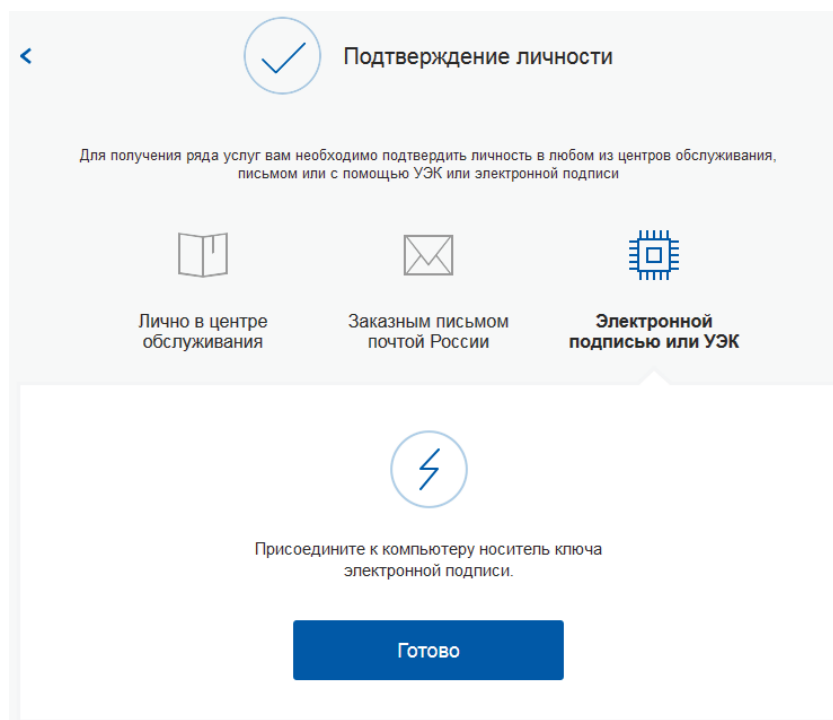 Подтверждение личности
Для получения ряда услуг вам необходимо подтвердить личность в любом из центров обслуживания,
письмом или с помощью УЭК или электронной подписи
Лично в центре
обслуживания
Заказным письмом
почтой России
Электронной
подписью или УЭК
Присоедините к компьютеру носитель ключа
электронной подписи.
Готово